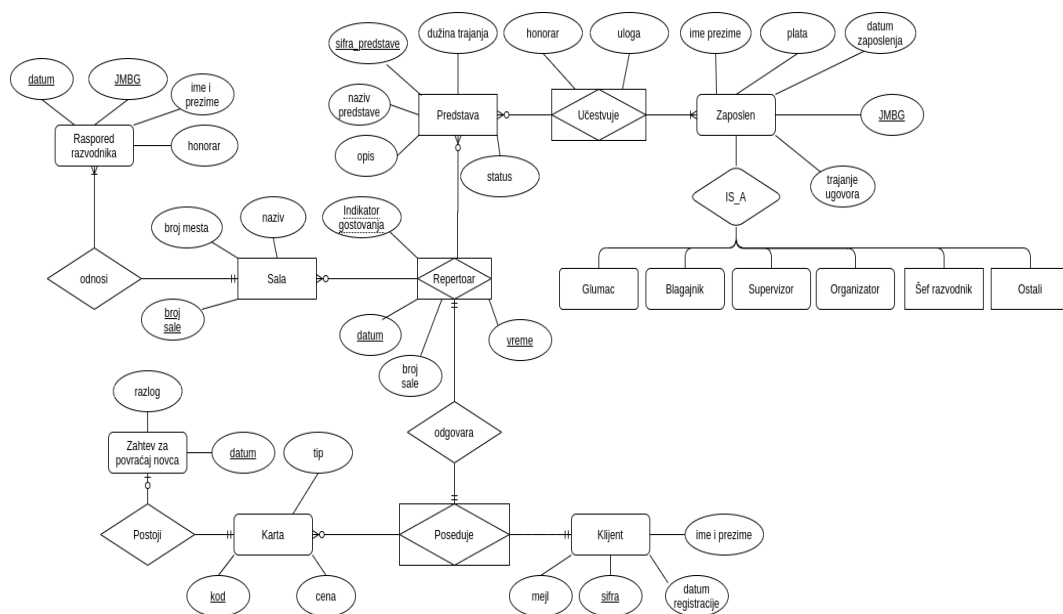 sifra_predstave
dužina trajanja
honorar
uloga
ime prezime
plata
datum
zaposlenja
datum
JMBG
ime i
prezime
naziv
predstave
Raspored
razvodnika
honorar
Predstava
Učestvuje
Zaposlen
JMBG
opis
status
trajanje
ugovora
IS_A
broj mesta
naziv
Indikator
gostovanja
odnosi
Sala
Repertoar
Glumac
Blagajnik
Supervizor
Organizator
Šef razvodnik
Ostali
broj
sale
datum
vreme
broj
sale
razlog
odgovara
Zahtev za
povraćaj novca
datum
tip
Postoji
Karta
Poseduje
Klijent
ime i prezime
kod
cena
mejl
sifra
datum
registracije